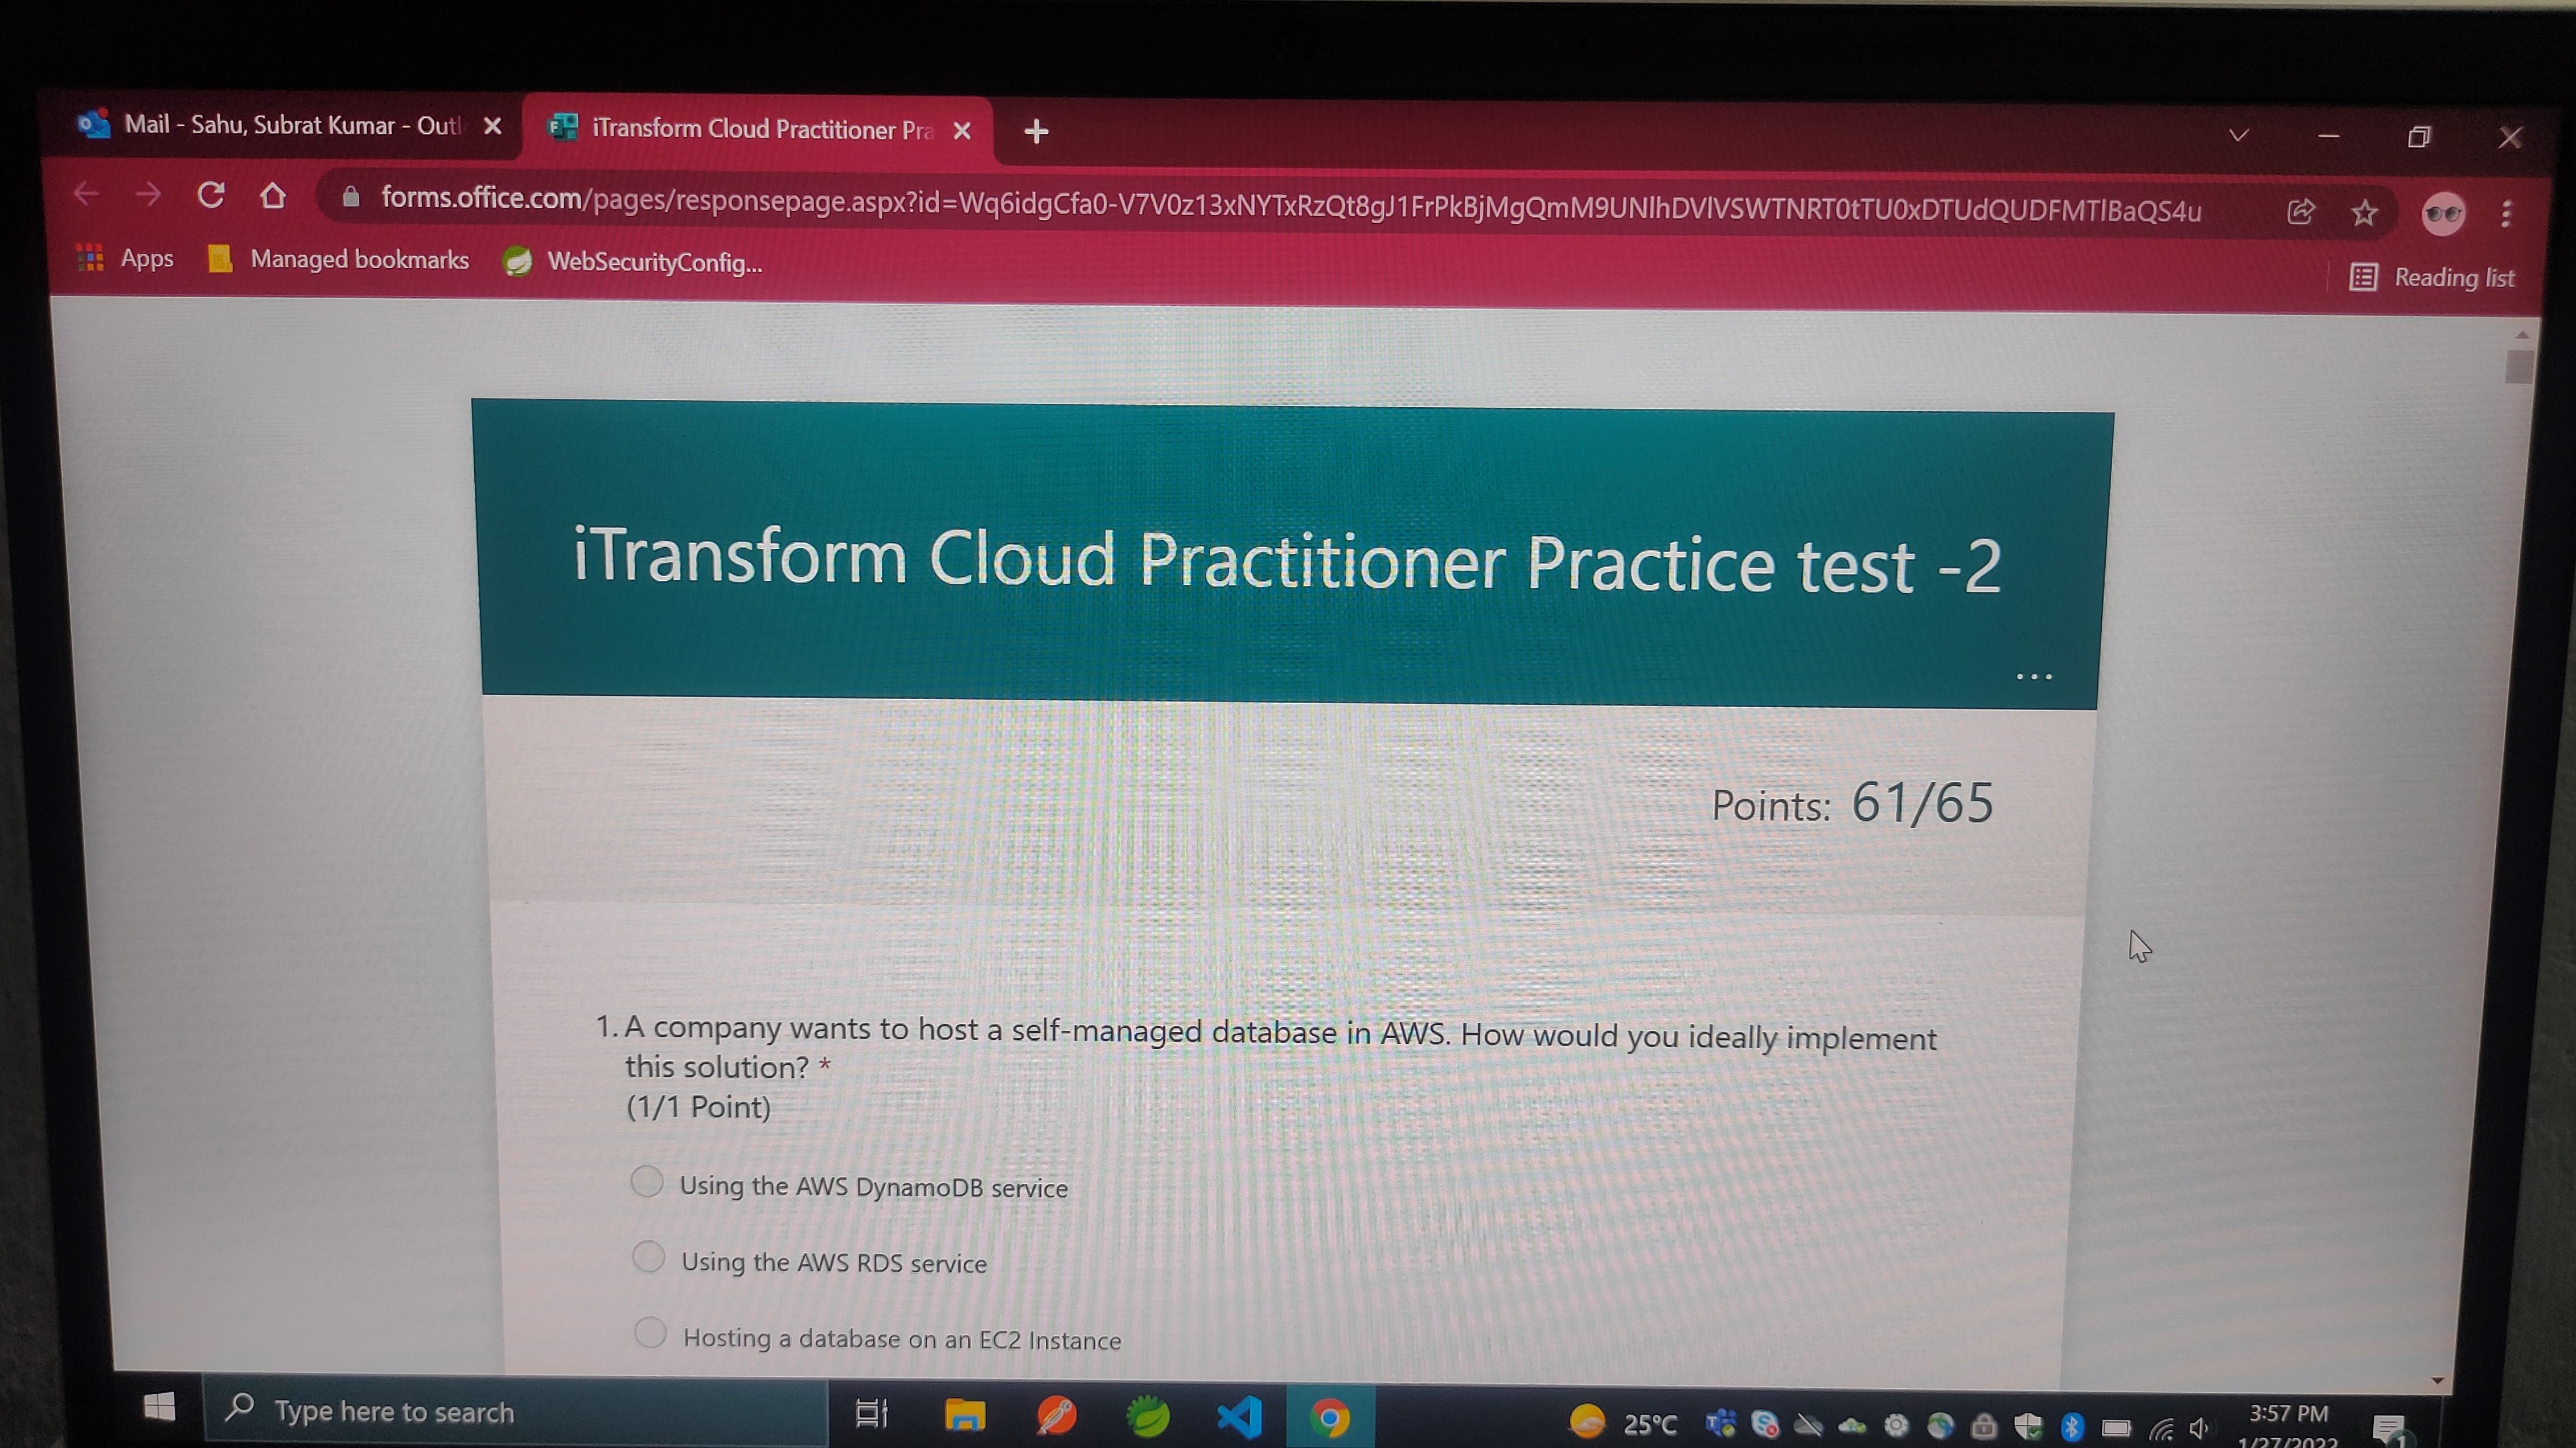 Mail - Sahu, Subrat Kumar - Outl
iTransform Cloud Practitioner Pra
forms.office.com/pages/responsepage.aspx?id=Wq6idgCfa0-V7V0z13xNYTxRzQt8gJ1FrPkBjMgQmM9UNlhDVlVSWTNRT0tTU0xDTUdQUDFMTlBaQS4u
Apps
Managed bookmarks
WebSecurityConfig...
Reading list
iTransform Cloud Practitioner Practice test -2
...
Points: 61/65
1. A company wants to host a self-managed database in AWS. How would you ideally implement
this solution? *
(1/1 Point)
Using the AWS DynamoDB service
Using the AWS RDS service
Hosting a database on an EC2 Instance
Type here to search
25°C
3:57 PM
1/27/2022